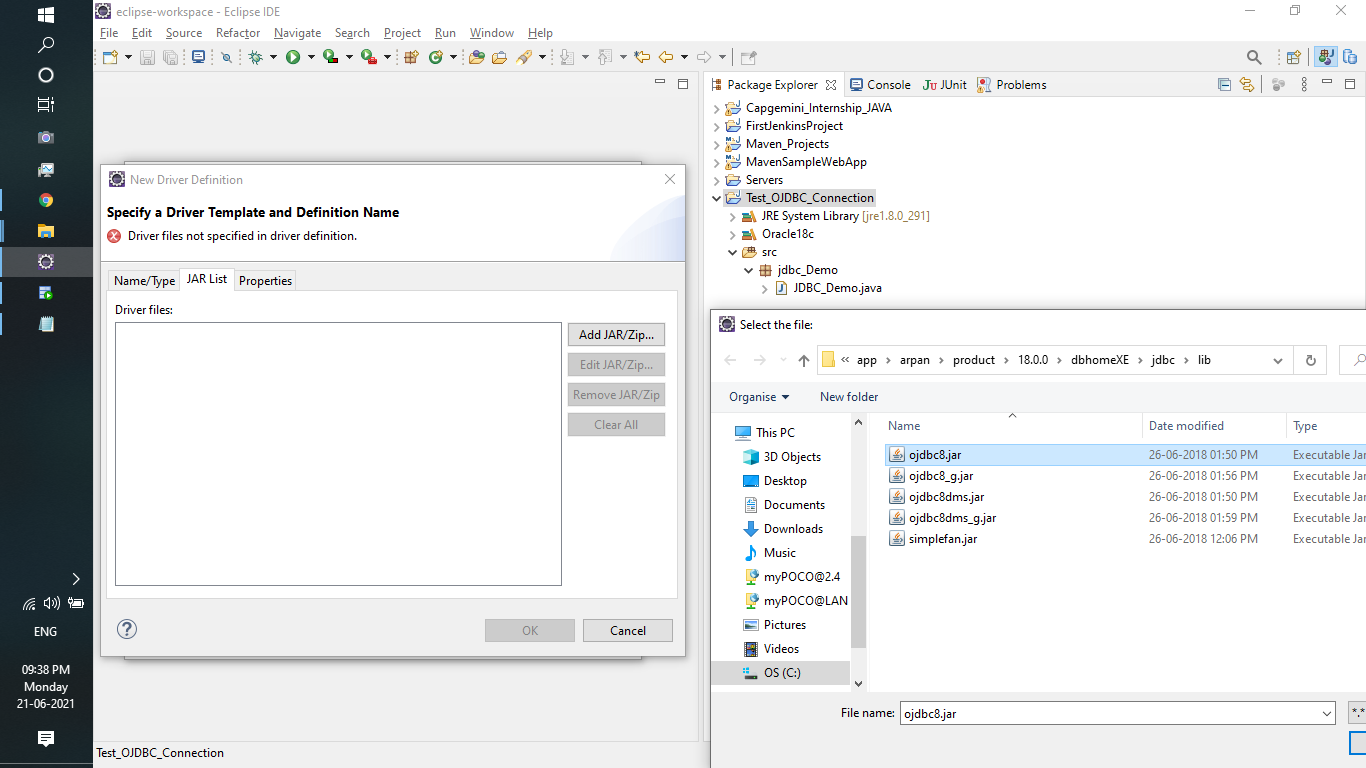 eclipse-workspace - Eclipse IDE
File Edit Source Refactor Navigate Search Project Run Window Help
Package Explorer Console Ju JUnit Problems
Capgemini_Internship_JAVA
FirstJenkinsProject
Maven_Projects
MavenSampleWebApp
Servers
Test_OJDBC_Connection
JRE System Library [jre1.8.0_291]
Oracle18c
src
jdbc_Demo
JDBC_Demo.java
New Driver Definition
Specify a Driver Template and Definition Name
Driver files not specified in driver definition.
Name/Type JAR List Properties
Driver files:
Add JAR/Zip...
Edit JAR/Zip...
Remove JAR/Zip
Clear All
OK Cancel
Select the file:
« app › arpan › product › 18.0.0 › dbhomeXE › jdbc › lib
Organise New folder
This PC
3D Objects
Desktop
Documents
Downloads
Music
myPOCO@2.4
myPOCO@LAN
Pictures
Videos
OS (C:)
Name Date modified Type
ojdbc8.jar 26-06-2018 01:50 PM Executable Jar
ojdbc8_g.jar 26-06-2018 01:56 PM Executable Jar
ojdbc8dms.jar 26-06-2018 01:50 PM Executable Jar
ojdbc8dms_g.jar 26-06-2018 01:59 PM Executable Jar
simplefan.jar 26-06-2018 12:06 PM Executable Jar
File name: ojdbc8.jar *.*
Test_OJDBC_Connection
ENG
09:38 PM
Monday
21-06-2021